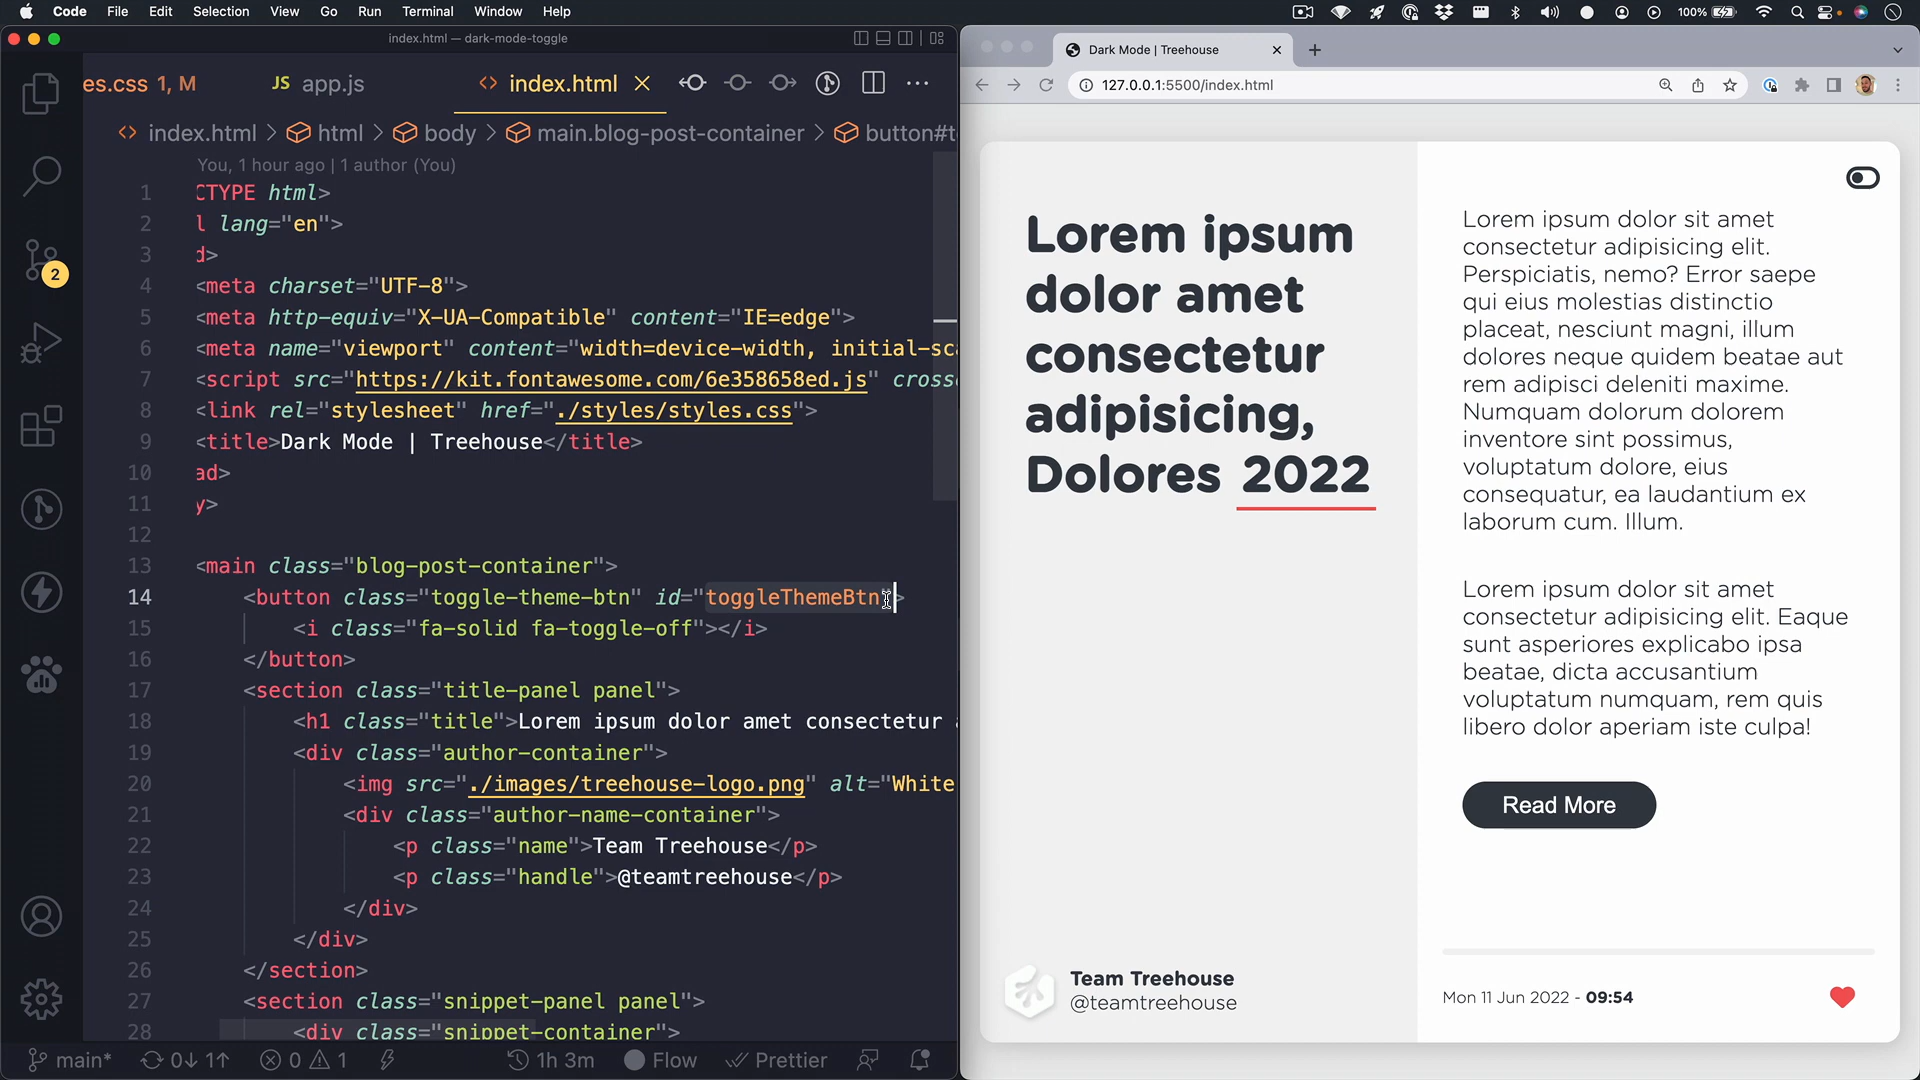 Code File Edit Selection View Go Run Terminal Window Help 100%
index.html — dark-mode-toggle
es.css 1, M JS app.js <> index.html
<> index.html > html > body > main.blog-post-container > button#t
You, 1 hour ago | 1 author (You)
1 CTYPE html>
2 l lang="en">
3 d>
4 <meta charset="UTF-8">
5 <meta http-equiv="X-UA-Compatible" content="IE=edge">
6 <meta name="viewport" content="width=device-width, initial-sca
7 <script src="https://kit.fontawesome.com/6e358658ed.js" cross
8 <link rel="stylesheet" href="./styles/styles.css">
9 <title>Dark Mode | Treehouse</title>
10 ad>
11 y>
12
13 <main class="blog-post-container">
14 <button class="toggle-theme-btn" id="toggleThemeBtn">
15 <i class="fa-solid fa-toggle-off"></i>
16 </button>
17 <section class="title-panel panel">
18 <h1 class="title">Lorem ipsum dolor amet consectetur a
19 <div class="author-container">
20 <img src="./images/treehouse-logo.png" alt="White
21 <div class="author-name-container">
22 <p class="name">Team Treehouse</p>
23 <p class="handle">@teamtreehouse</p>
24 </div>
25 </div>
26 </section>
27 <section class="snippet-panel panel">
28 <div class="snippet-container">
2
main* 0↓ 1↑ 0 1 1h 3m Flow Prettier
Dark Mode | Treehouse
127.0.0.1:5500/index.html
Lorem ipsum
dolor amet
consectetur
adipisicing,
Dolores 2022
Team Treehouse
@teamtreehouse
Lorem ipsum dolor sit amet
consectetur adipisicing elit.
Perspiciatis, nemo? Error saepe
qui eius molestias distinctio
placeat, nesciunt magni, illum
dolores neque quidem beatae aut
rem adipisci deleniti maxime.
Numquam dolorum dolorem
inventore sint possimus,
voluptatum dolore, eius
consequatur, ea laudantium ex
laborum cum. Illum.
Lorem ipsum dolor sit amet
consectetur adipisicing elit. Eaque
sunt asperiores explicabo ipsa
beatae, dicta accusantium
voluptatum numquam, rem quis
libero dolor aperiam iste culpa!
Read More
Mon 11 Jun 2022 - 09:54